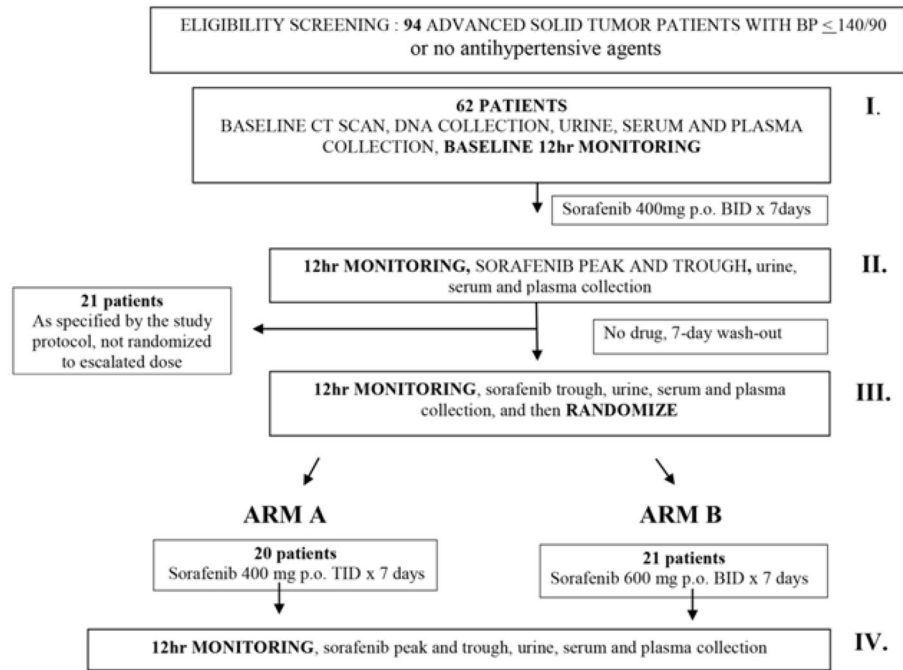 ELIGIBILITY SCREENING : 94 ADVANCED SOLID TUMOR PATIENTS WITH BP ≤ 140/90
or no antihypertensive agents
I.
62 PATIENTS
BASELINE CT SCAN, DNA COLLECTION, URINE, SERUM AND PLASMA
COLLECTION, BASELINE 12hr MONITORING
Sorafenib 400mg p.o. BID x 7days
II.
12hr MONITORING, SORAFENIB PEAK AND TROUGH, urine,
serum and plasma collection
21 patients
As specified by the study
protocol, not randomized
to escalated dose
No drug, 7-day wash-out
III.
12hr MONITORING, sorafenib trough, urine, serum and plasma
collection, and then RANDOMIZE
ARM A
ARM B
20 patients
Sorafenib 400 mg p.o. TID x 7 days
21 patients
Sorafenib 600 mg p.o. BID x 7 days
12hr MONITORING, sorafenib peak and trough, urine, serum and plasma collection
IV.